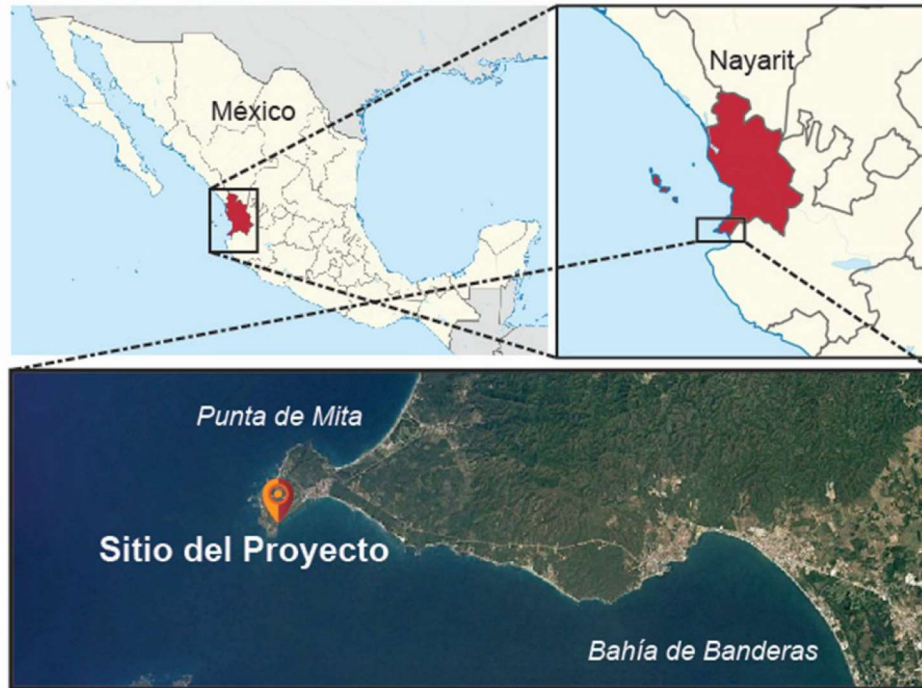 México
Nayarit
Punta de Mita
Sitio del Proyecto
Bahía de Banderas